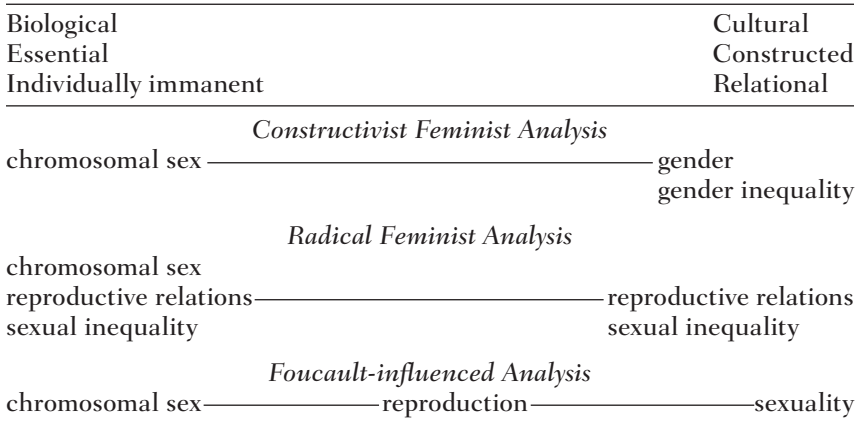 Biological Cultural
Essential Constructed
Individually immanent Relational
Constructivist Feminist Analysis
chromosomal sex gender
gender inequality
Radical Feminist Analysis
chromosomal sex
reproductive relations reproductive relations
sexual inequality sexual inequality
Foucault-influenced Analysis
chromosomal sex reproduction sexuality